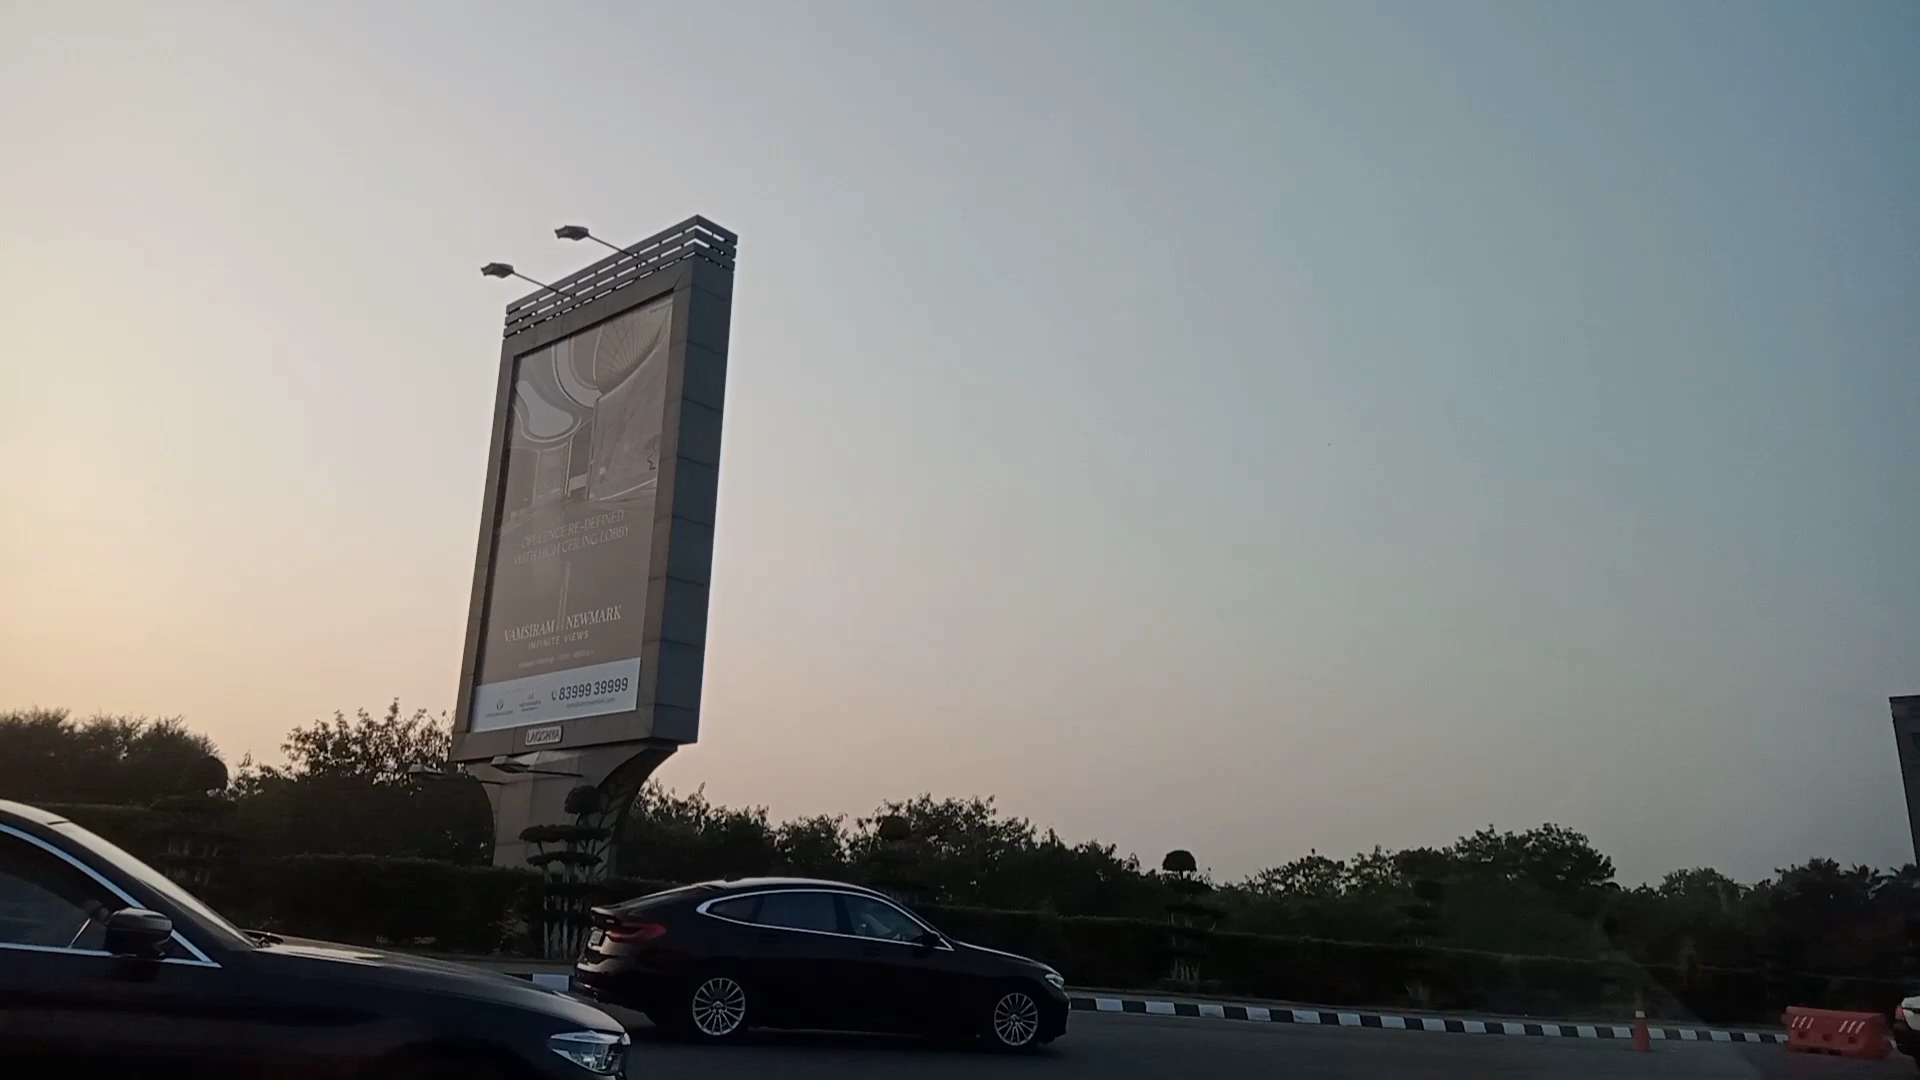 OPULENCE RE-DEFINED
WITH HIGH CEILING LOBBY
VAMSIRAM NEWMARK
INFINITE VIEWS
83999 39999
LAQSHYA